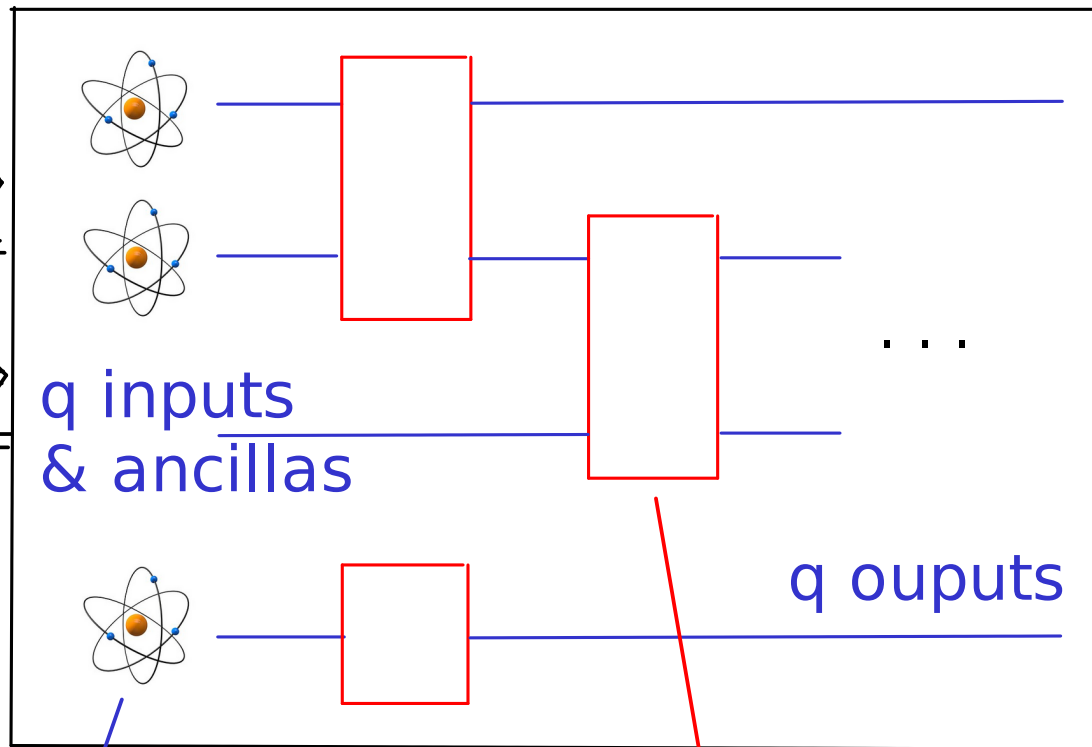 q inputs
& ancillas
. . .
q ouputs